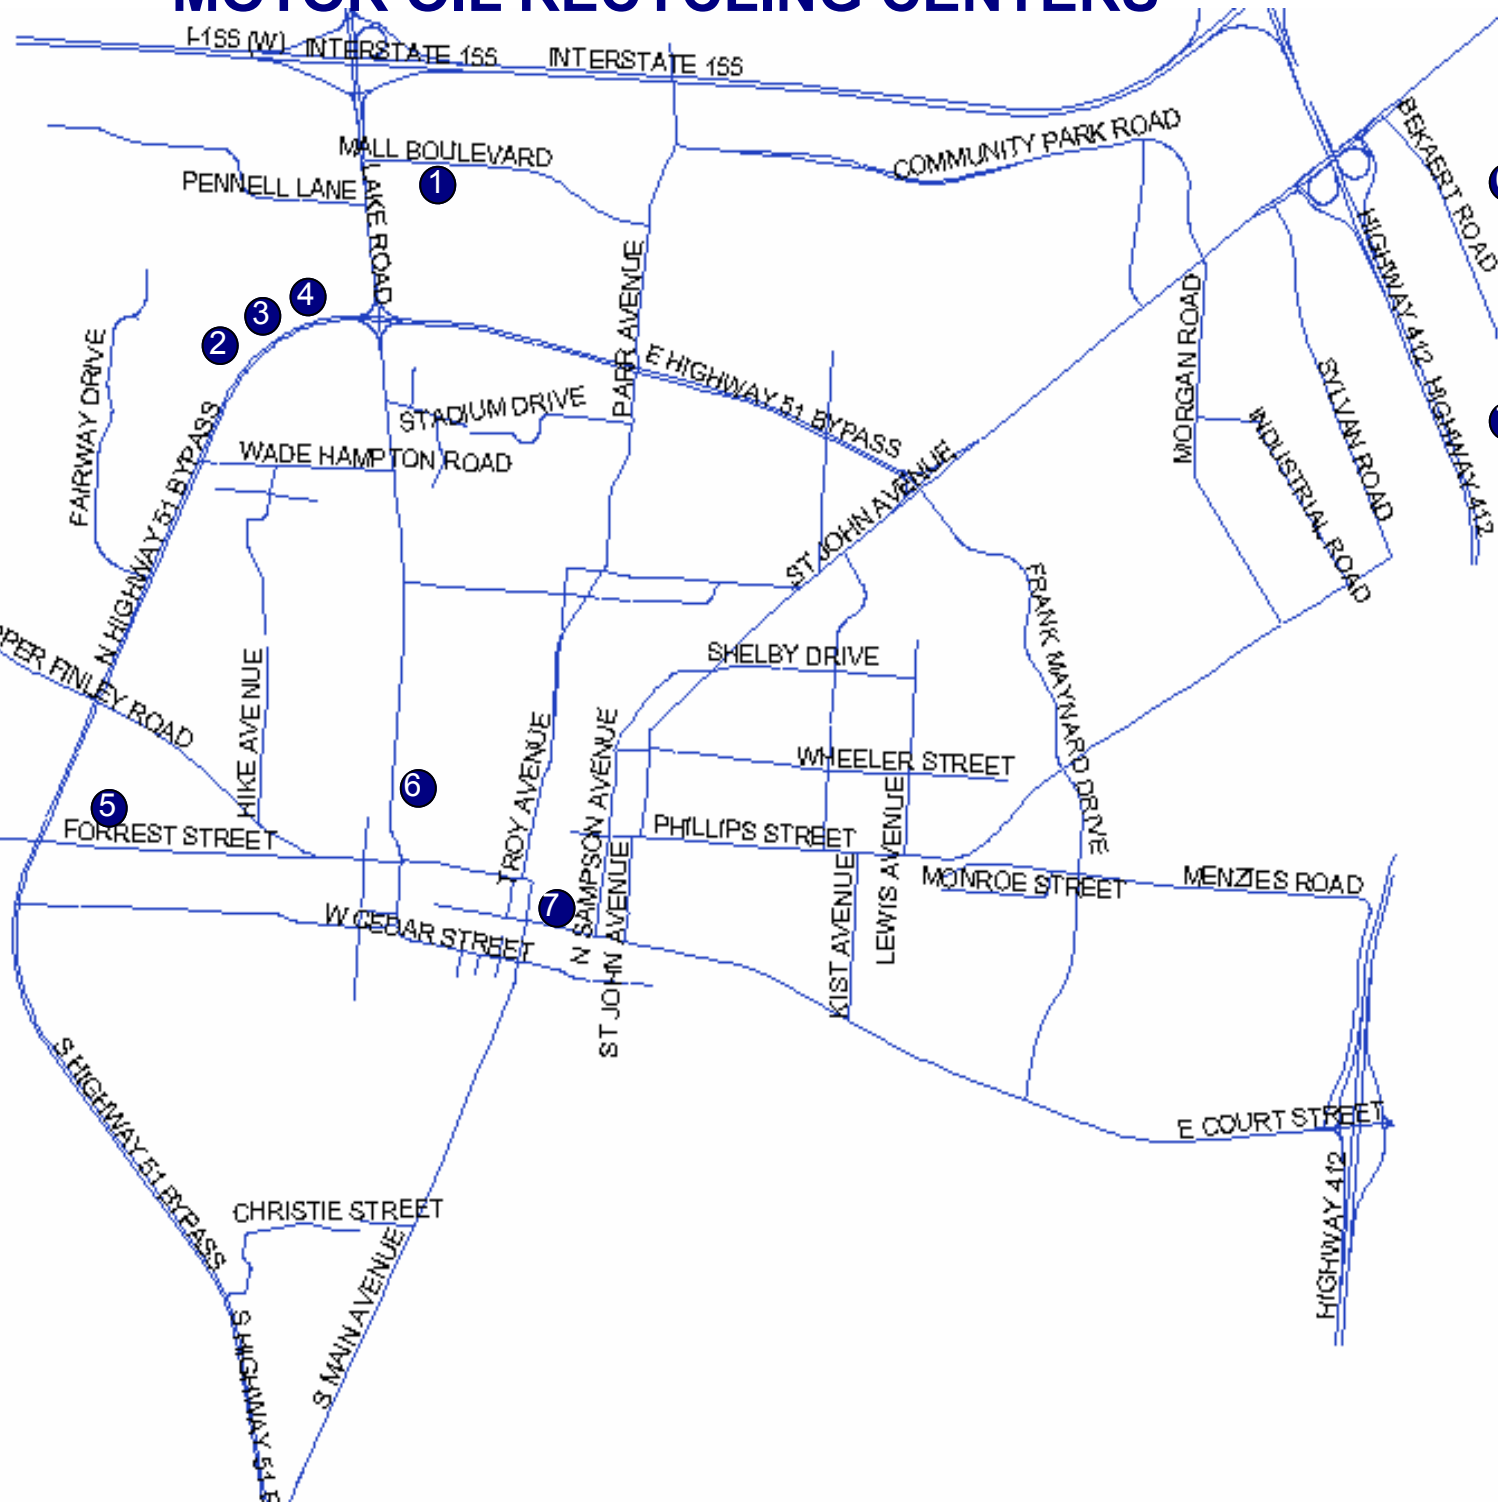 MOTOR OIL RECYCLING CENTERS
I-155 (W)
INTERSTATE 155
INTERSTATE 155
MALL BOULEVARD
COMMUNITY PARK ROAD
BEKAERT ROAD
PENNELL LANE
1
LAKE ROAD
HIGHWAY 412
HIGHWAY 412
PARR AVENUE
MORGAN ROAD
4
3
2
FAIRWAY DRIVE
E HIGHWAY 51 BYPASS
SYLVAN ROAD
STADIUM DRIVE
INDUSTRIAL ROAD
WADE HAMPTON ROAD
N HIGHWAY 51 BYPASS
ST JOHN AVENUE
FRANK MAYNARD DRIVE
FINLEY ROAD
SHELBY DRIVE
HIKE AVENUE
TROY AVENUE
N SAMPSON AVENUE
WHEELER STREET
6
5
FORREST STREET
PHILLIPS STREET
LEWIS AVENUE
MONROE STREET
MENZIES ROAD
7
W CEDAR STREET
ST JOHN AVENUE
KIST AVENUE
S HIGHWAY 51 BYPASS
E COURT STREET
HIGHWAY 412
CHRISTIE STREET
S MAIN AVENUE
S HIGHWAY 51